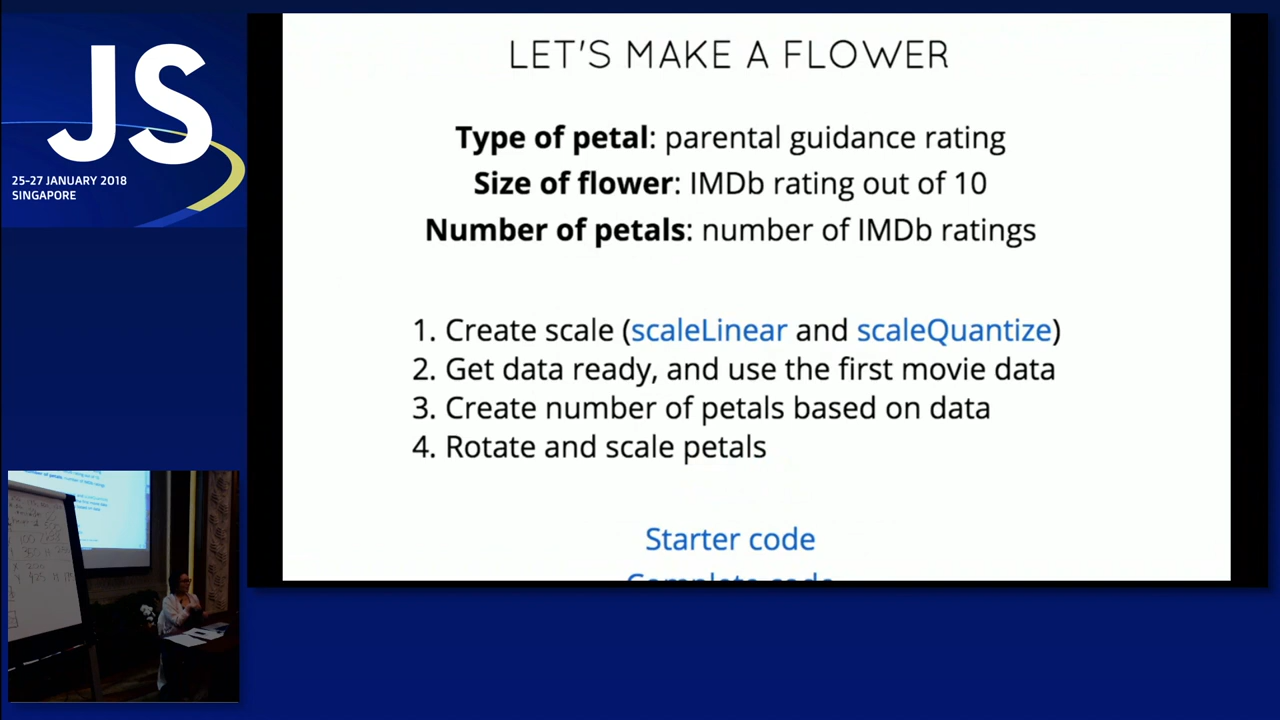 JS
25-27 JANUARY 2018
SINGAPORE
LET'S MAKE A FLOWER
Type of petal: parental guidance rating
Size of flower: IMDb rating out of 10
Number of petals: number of IMDb ratings
1. Create scale (scaleLinear and scaleQuantize)
2. Get data ready, and use the first movie data
3. Create number of petals based on data
4. Rotate and scale petals
Starter code
Complete code